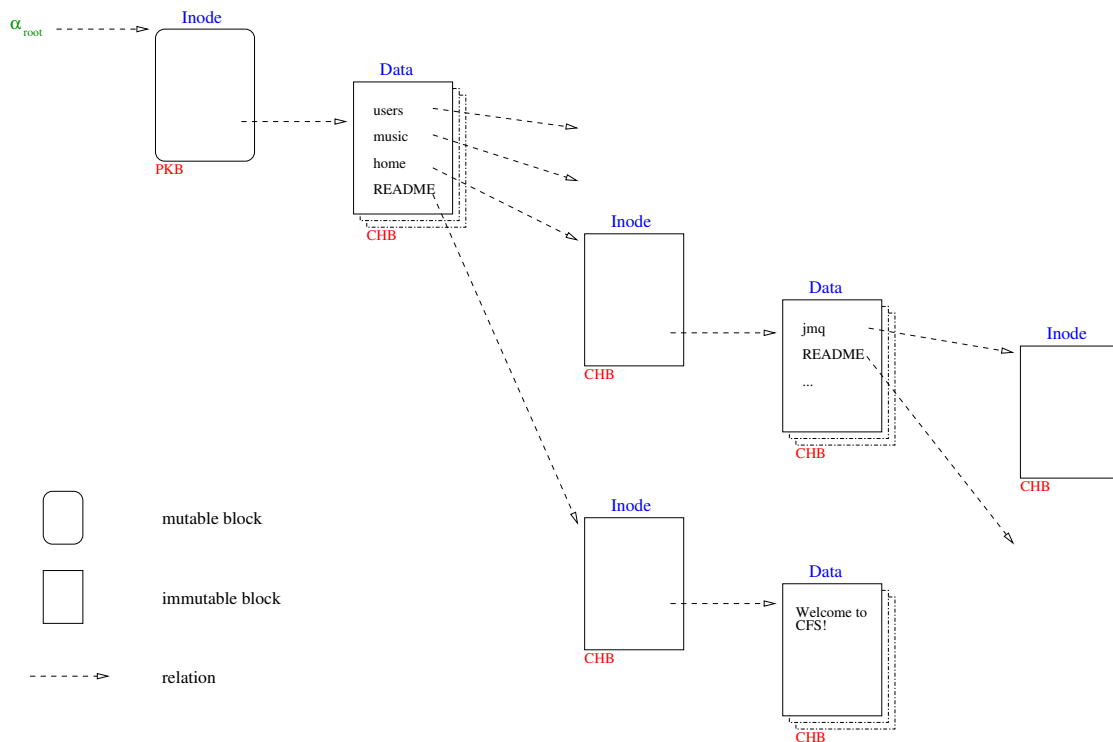 Inode
α root
Data
users
music
home
README
PKB
CHB
Inode
Data
jmq
README
...
Inode
CHB
CHB
CHB
Inode
mutable block
Data
Welcome to
CFS!
immutable block
CHB
relation
CHB